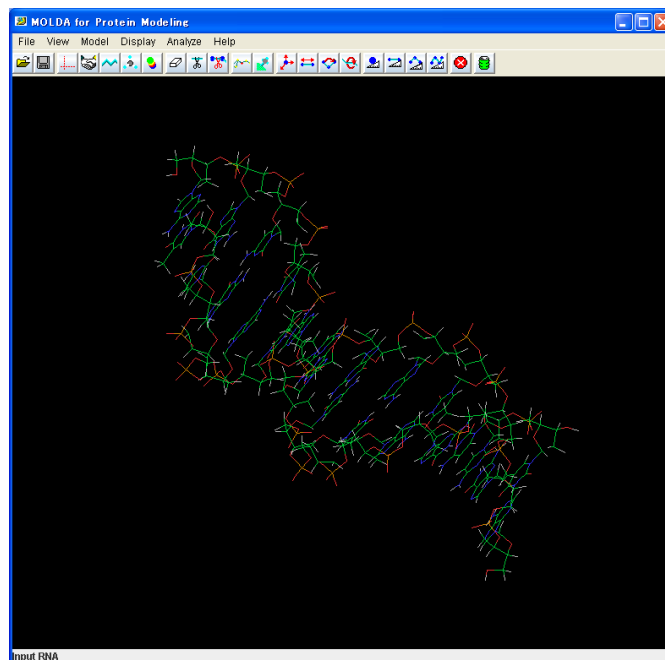 MOLDA for Protein Modeling
File View Model Display Analyze Help
Input RNA